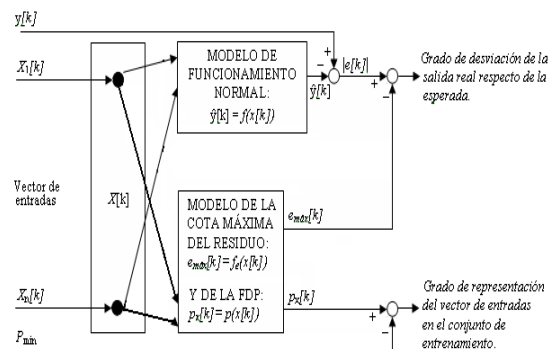 y[k]
X₁[k]
Vector de
entradas
X[k]
Xₙ[k]
Pmin
MODELO DE
FUNCIONAMIENTO
NORMAL:
ŷ[k] = f(x[k])
MODELO DE LA
COTA MÁXIMA
DEL RESIDUO:
emáx[k] = fe(x[k])
Y DE LA FDP:
px[k] = p(x[k])
+
−
|e[k]|
ŷ[k]
+
−
emáx[k]
px[k]
+
−
Grado de desviación de la
salida real respecto de la
esperada.
Grado de representación
del vector de entradas
en el conjunto de
entrenamiento.